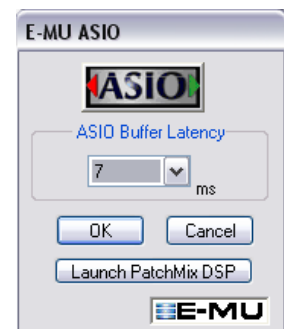 E-MU ASIO
ASIO
ASIO Buffer Latency
7
ms
OK Cancel
Launch PatchMix DSP
E-MU